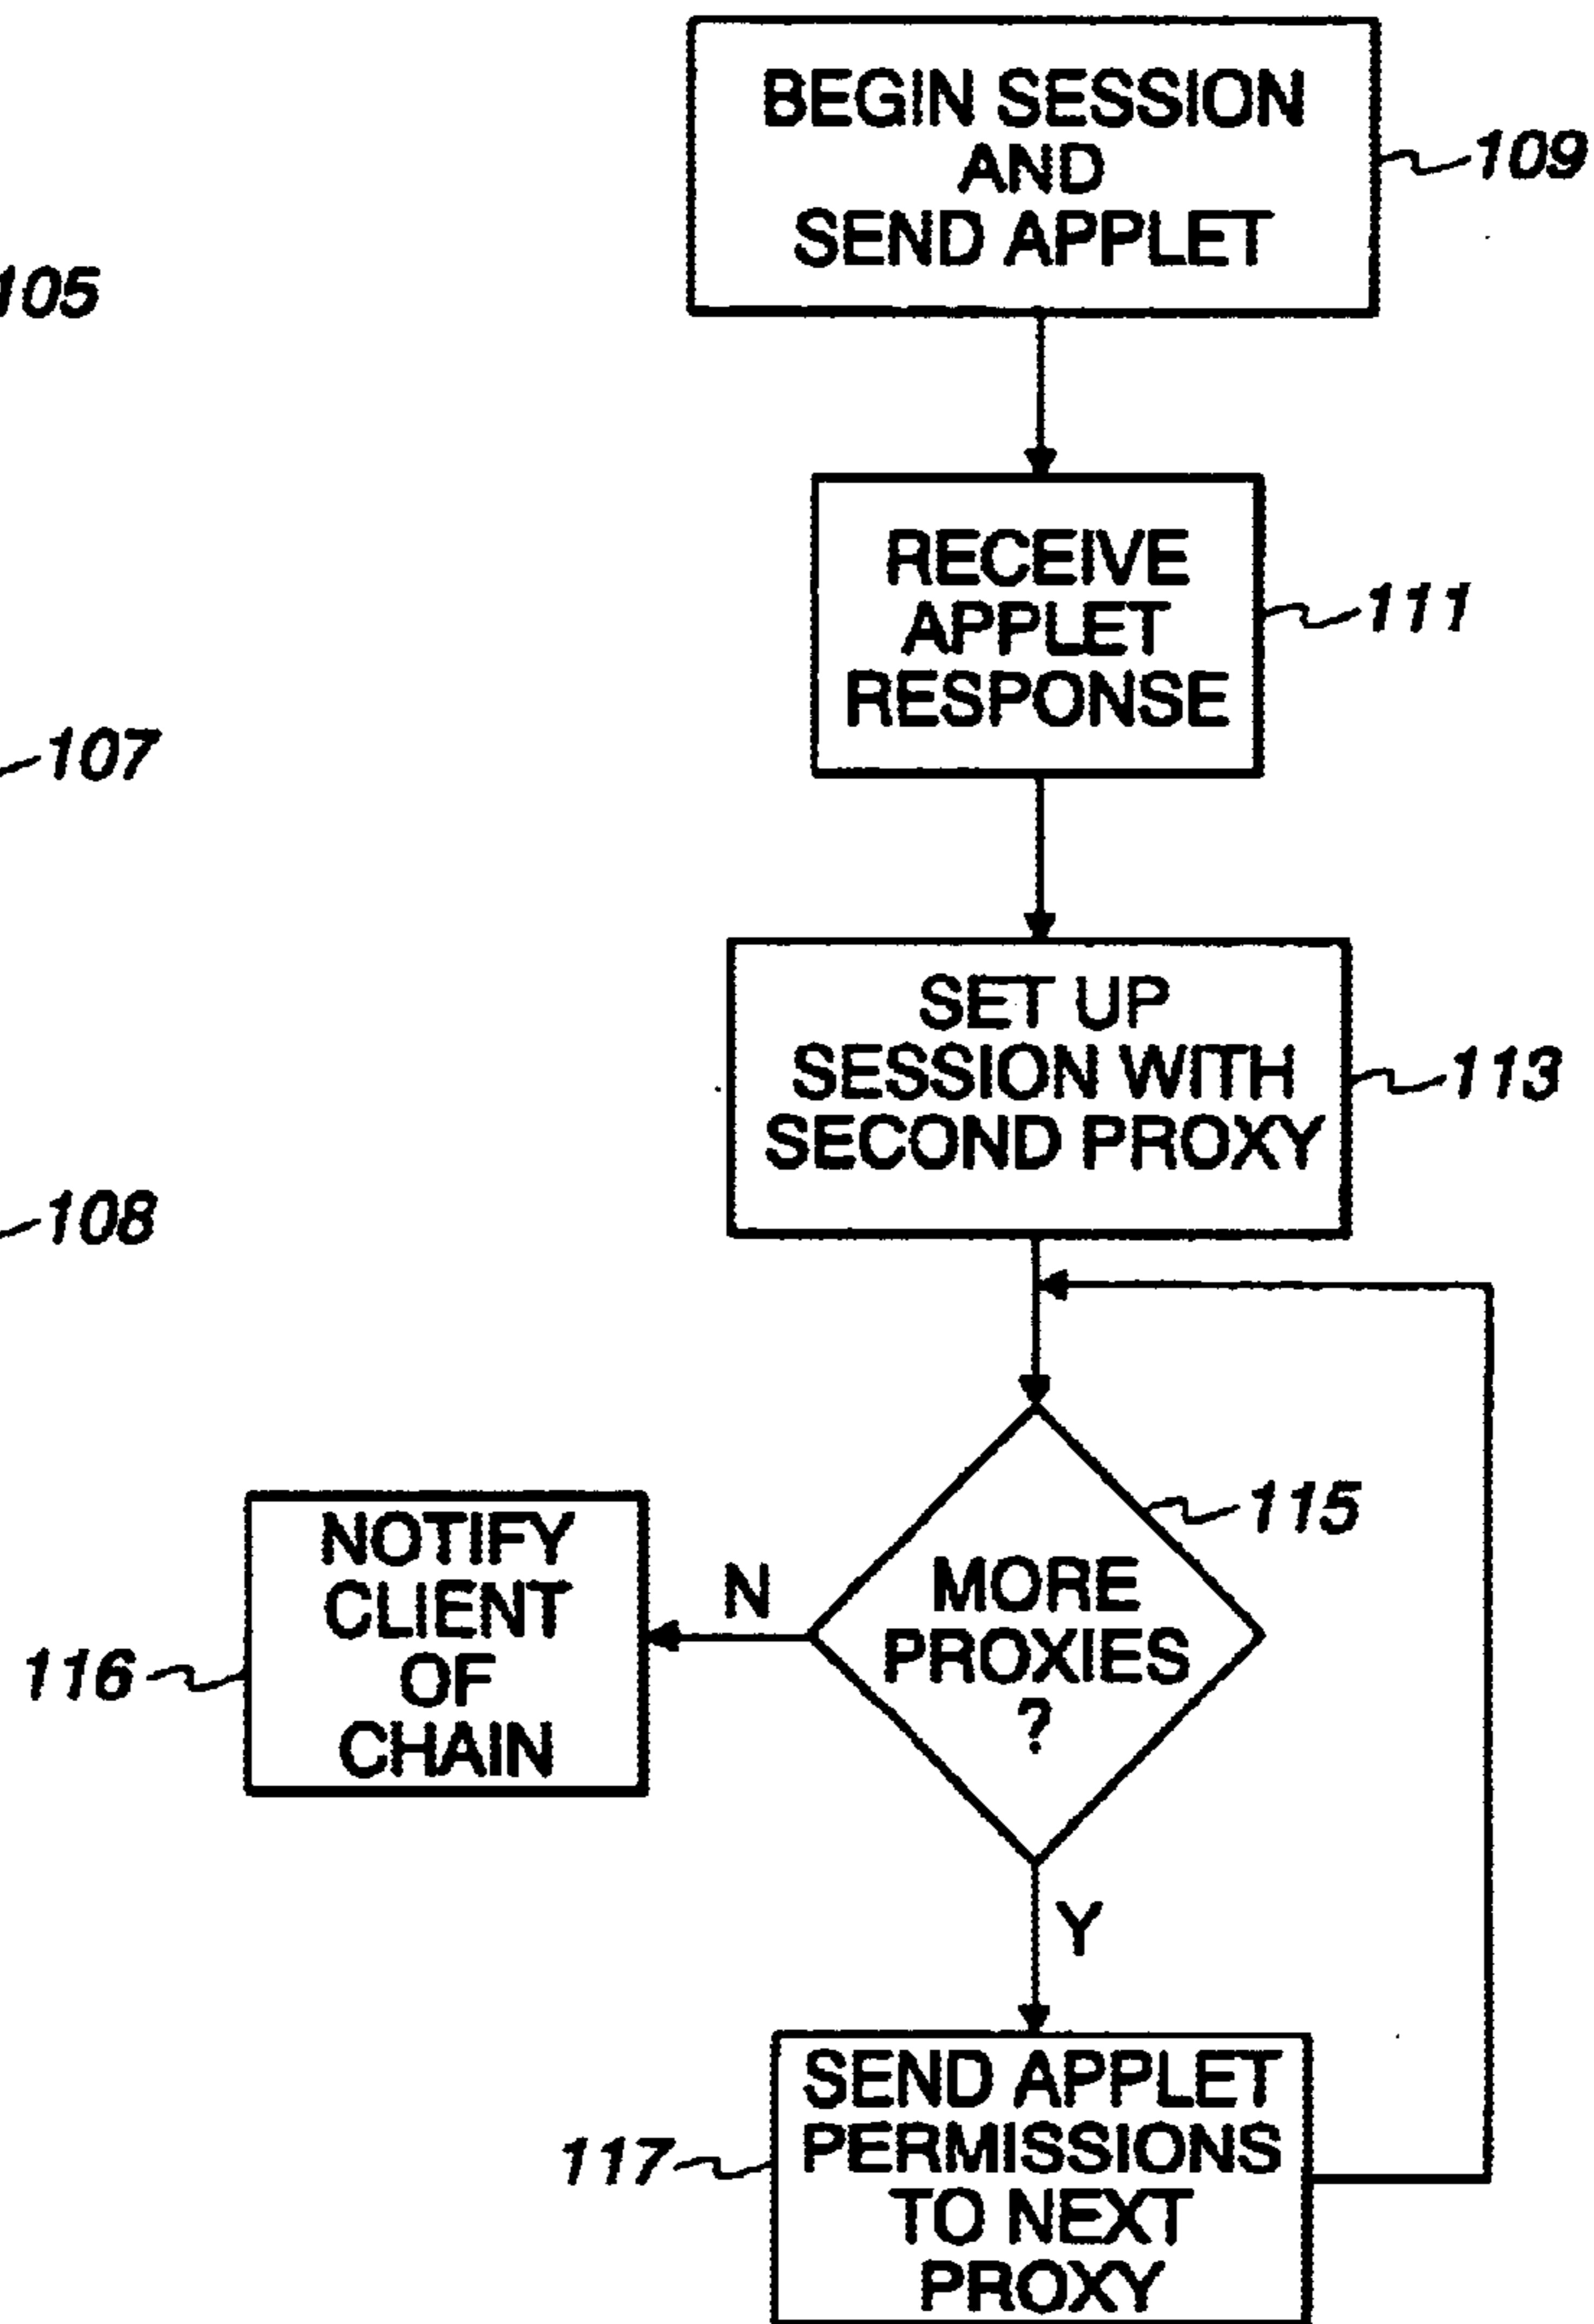 BEGIN SESSION
AND
SEND APPLET
109
105
RECEIVE
APPLET
RESPONSE
111
107
SET UP
SESSION WITH
SECOND PROXY
113
108
115
MORE
PROXIES
?
N
NOTIFY
CLIENT
OF
CHAIN
116
Y
SEND APPLET
PERMISSIONS
TO NEXT
PROXY
117